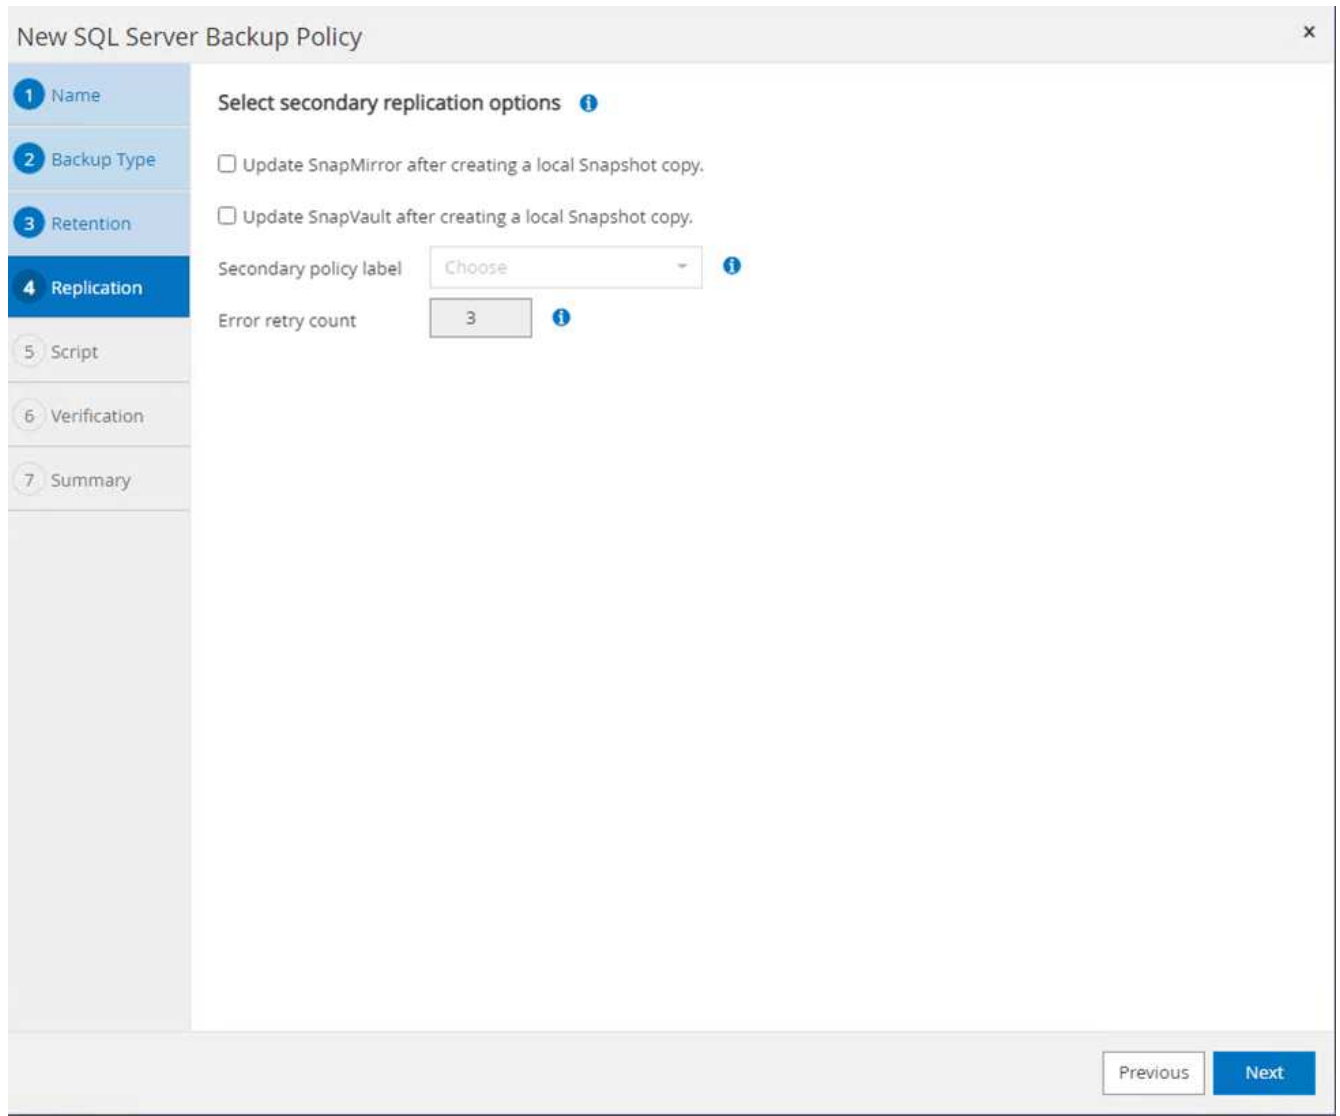 New SQL Server Backup Policy
x
1 Name
2 Backup Type
3 Retention
4 Replication
5 Script
6 Verification
7 Summary
Select secondary replication options i
Update SnapMirror after creating a local Snapshot copy.
Update SnapVault after creating a local Snapshot copy.
Secondary policy label Choose i
Error retry count 3 i
Previous Next